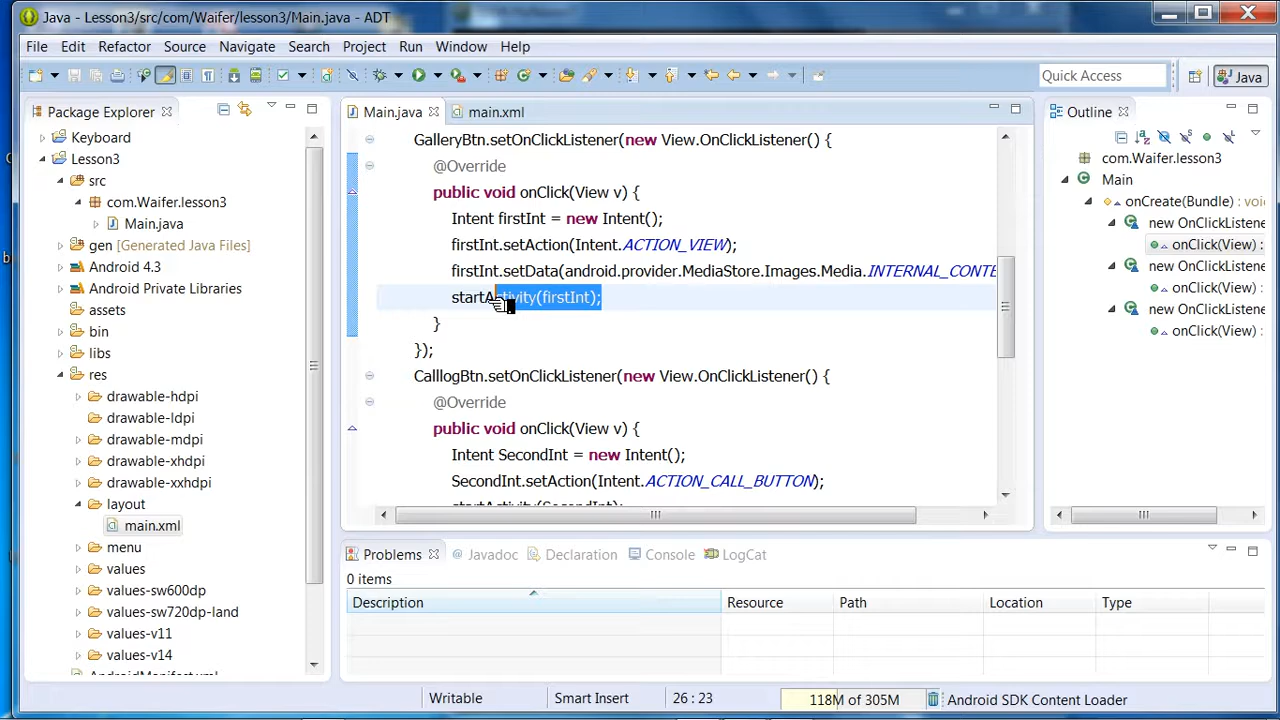 Java - Lesson3/src/com/Waifer/lesson3/Main.java - ADT
File Edit Refactor Source Navigate Search Project Run Window Help
Quick Access
Java
Package Explorer
Keyboard
Lesson3
src
com.Waifer.lesson3
Main.java
gen [Generated Java Files]
Android 4.3
Android Private Libraries
assets
bin
libs
res
drawable-hdpi
drawable-ldpi
drawable-mdpi
drawable-xhdpi
drawable-xxhdpi
layout
main.xml
menu
values
values-sw600dp
values-sw720dp-land
values-v11
values-v14
AndroidManifest.xml
Main.java main.xml
GalleryBtn.setOnClickListener(new View.OnClickListener() {
@Override
public void onClick(View v) {
Intent firstInt = new Intent();
firstInt.setAction(Intent.ACTION_VIEW);
firstInt.setData(android.provider.MediaStore.Images.Media.INTERNAL_CONTE
startActivity(firstInt);
}
});
CalllogBtn.setOnClickListener(new View.OnClickListener() {
@Override
public void onClick(View v) {
Intent SecondInt = new Intent();
SecondInt.setAction(Intent.ACTION_CALL_BUTTON);
startActivity(SecondInt);
Outline
com.Waifer.lesson3
Main
onCreate(Bundle) : voi
new OnClickListene
onClick(View) :
new OnClickListene
onClick(View) :
new OnClickListene
onClick(View) :
Problems @ Javadoc Declaration Console LogCat
0 items
Description Resource Path Location Type
Writable Smart Insert 26 : 23 118M of 305M Android SDK Content Loader